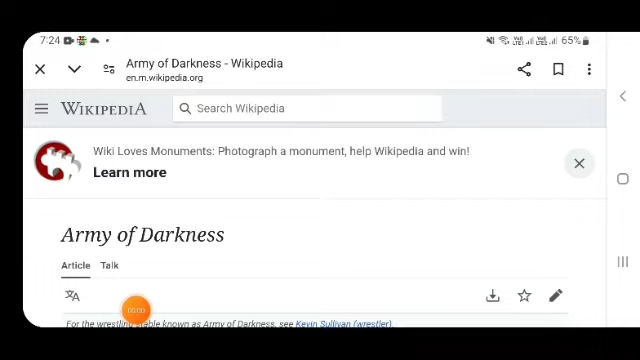 7:24 65%
Army of Darkness - Wikipedia
en.m.wikipedia.org
WIKIPEDIA Search Wikipedia
Wiki Loves Monuments: Photograph a monument, help Wikipedia and win!
Learn more
Army of Darkness
Article Talk
00:00
For the wrestling stable known as Army of Darkness, see Kevin Sullivan (wrestler).